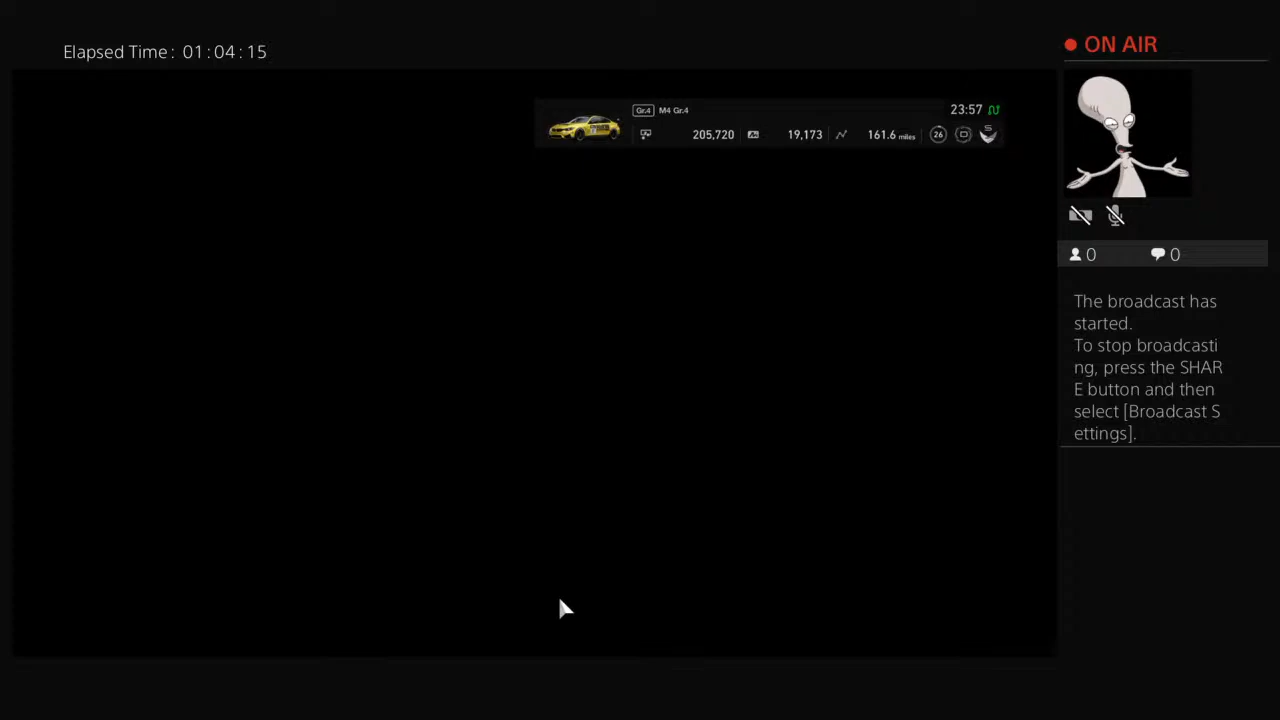 Elapsed Time: 01:04:15
ON AIR
Gr.4 M4 Gr.4 23:57
205,720 19,173 161.6 miles 26 S
0 0
The broadcast has
started.
To stop broadcasti
ng, press the SHAR
E button and then
select [Broadcast S
ettings].